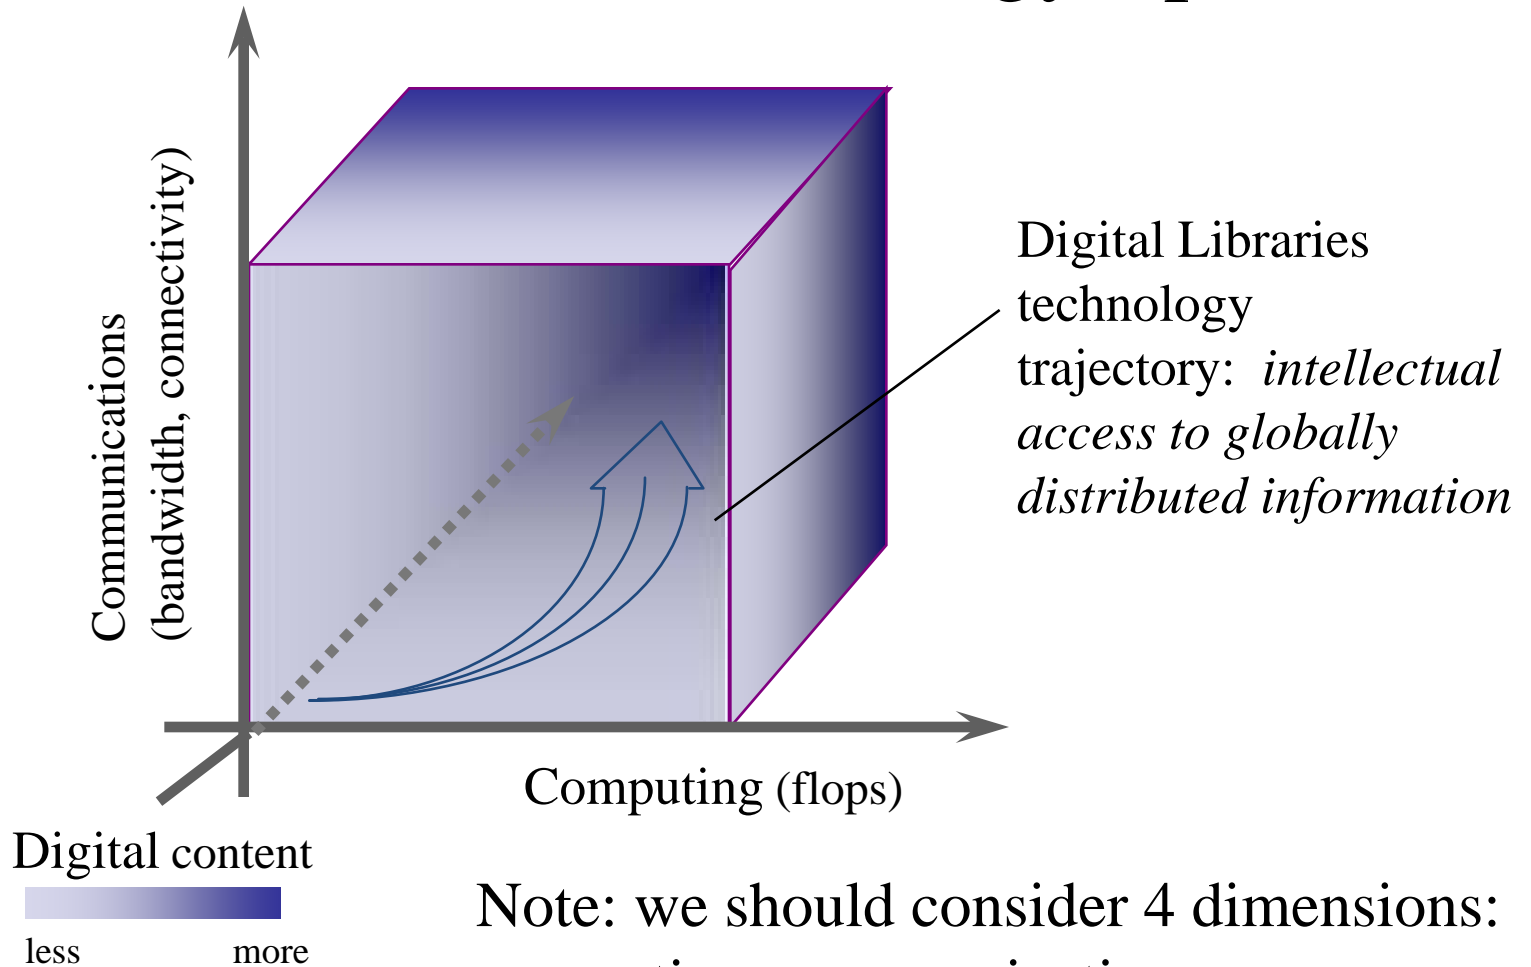 Communications
(bandwidth, connectivity)
Digital Libraries
technology
trajectory: intellectual
access to globally
distributed information
Computing (flops)
Digital content
less more
Note: we should consider 4 dimensions: